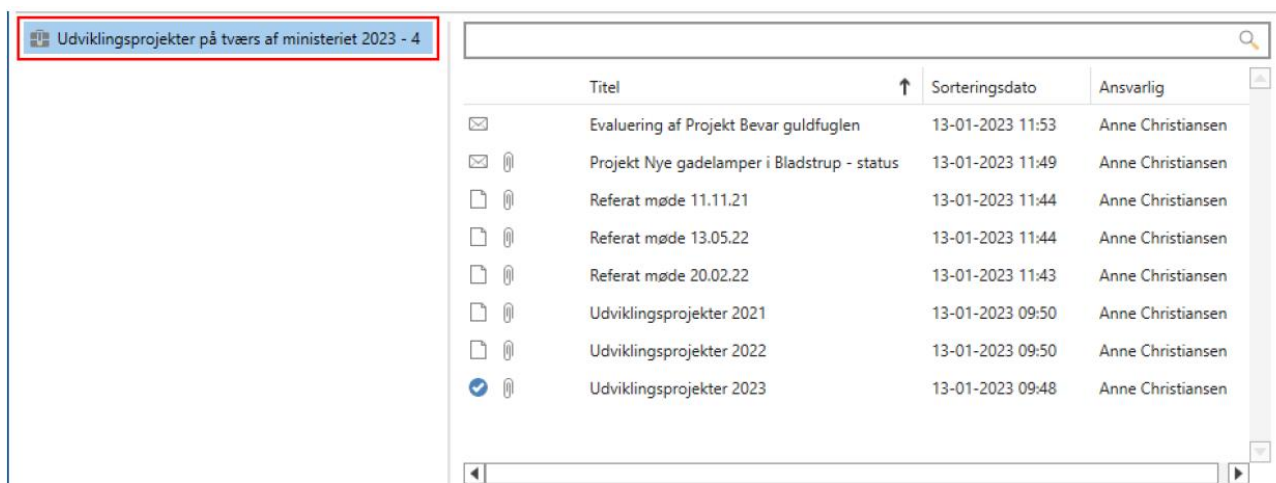 Udviklingsprojekter på tværs af ministeriet 2023 - 4
Titel Sorteringsdato Ansvarlig
Evaluering af Projekt Bevar guldfuglen 13-01-2023 11:53 Anne Christiansen
Projekt Nye gadelamper i Bladstrup - status 13-01-2023 11:49 Anne Christiansen
Referat møde 11.11.21 13-01-2023 11:44 Anne Christiansen
Referat møde 13.05.22 13-01-2023 11:44 Anne Christiansen
Referat møde 20.02.22 13-01-2023 11:43 Anne Christiansen
Udviklingsprojekter 2021 13-01-2023 09:50 Anne Christiansen
Udviklingsprojekter 2022 13-01-2023 09:50 Anne Christiansen
Udviklingsprojekter 2023 13-01-2023 09:48 Anne Christiansen